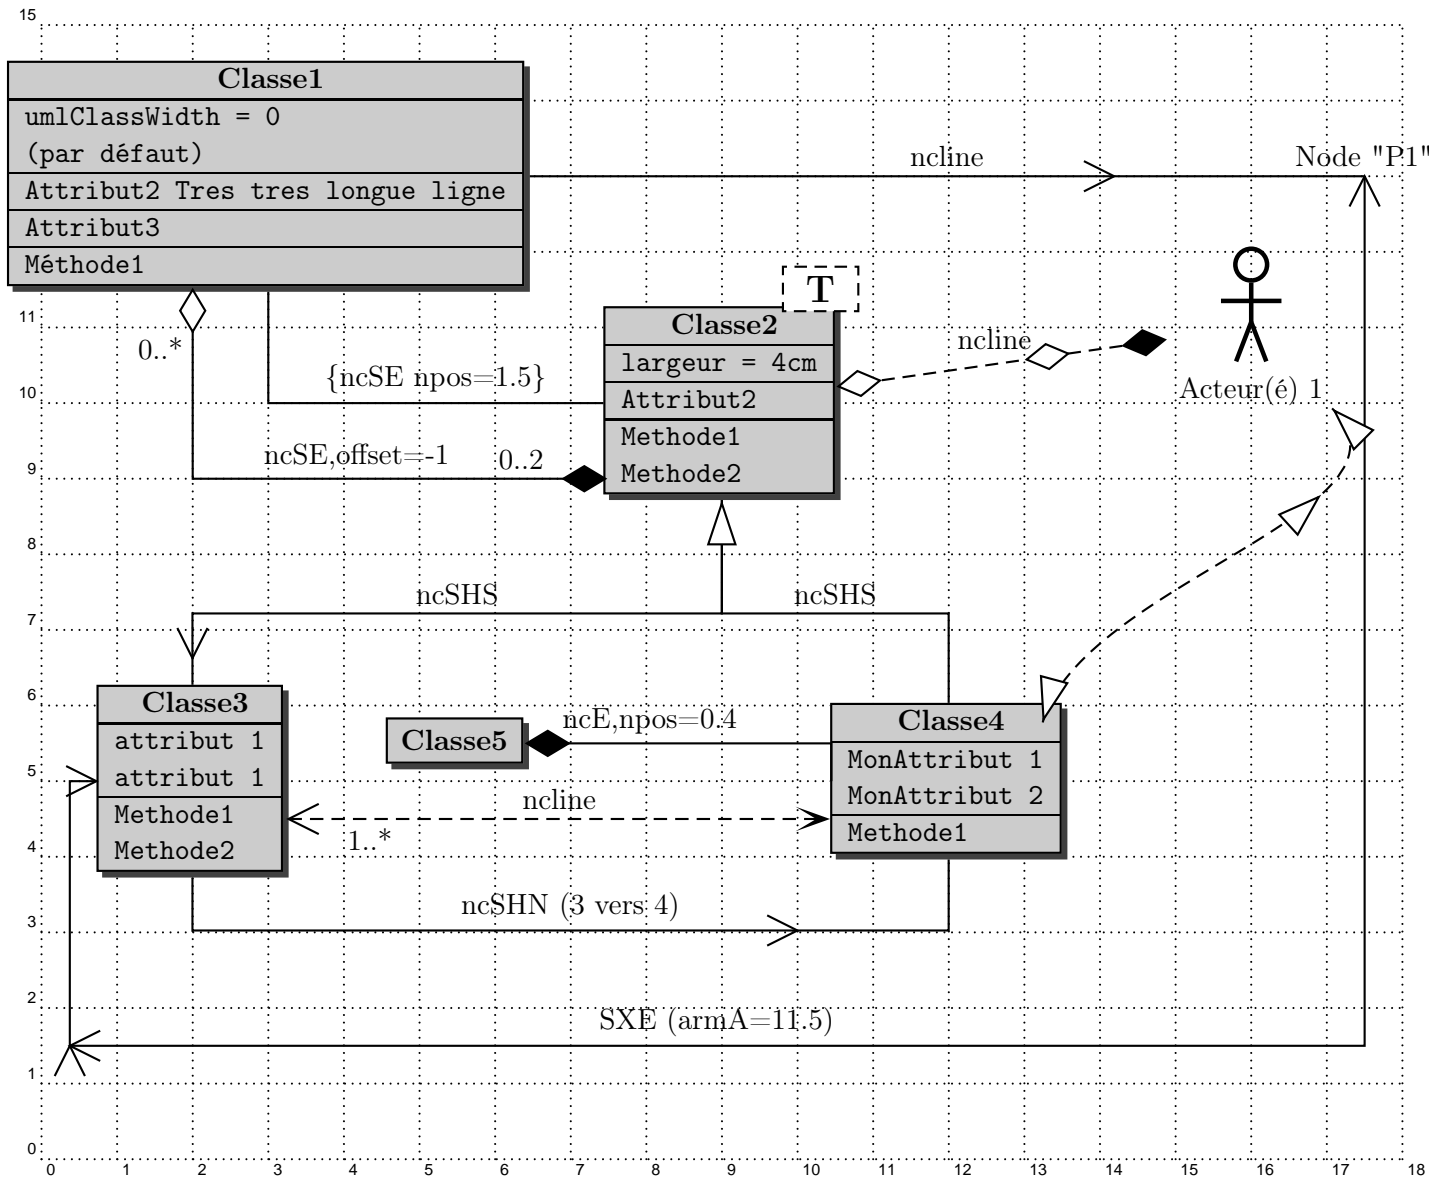 15
Classe1
umlClassWidth = 0
(par défaut)
Attribut2 Tres tres longue ligne
Attribut3
Méthode1
ncline
Node "P1"
T
11
Classe2
largeur = 4cm
Attribut2
Methode1
Methode2
ncline
0..*
{ncSE npos=1.5}
Acteur(é) 1
10
ncSE,offset=-1
0..2
9
8
ncSHS
ncSHS
7
6
Classe3
attribut 1
attribut 1
Methode1
Methode2
Classe5
ncE,npos=0.4
Classe4
MonAttribut 1
MonAttribut 2
Methode1
5
ncline
1..*
4
ncSHN (3 vers 4)
3
2
SXE (armA=11.5)
1
0
0 1 2 3 4 5 6 7 8 9 10 11 12 13 14 15 16 17 18